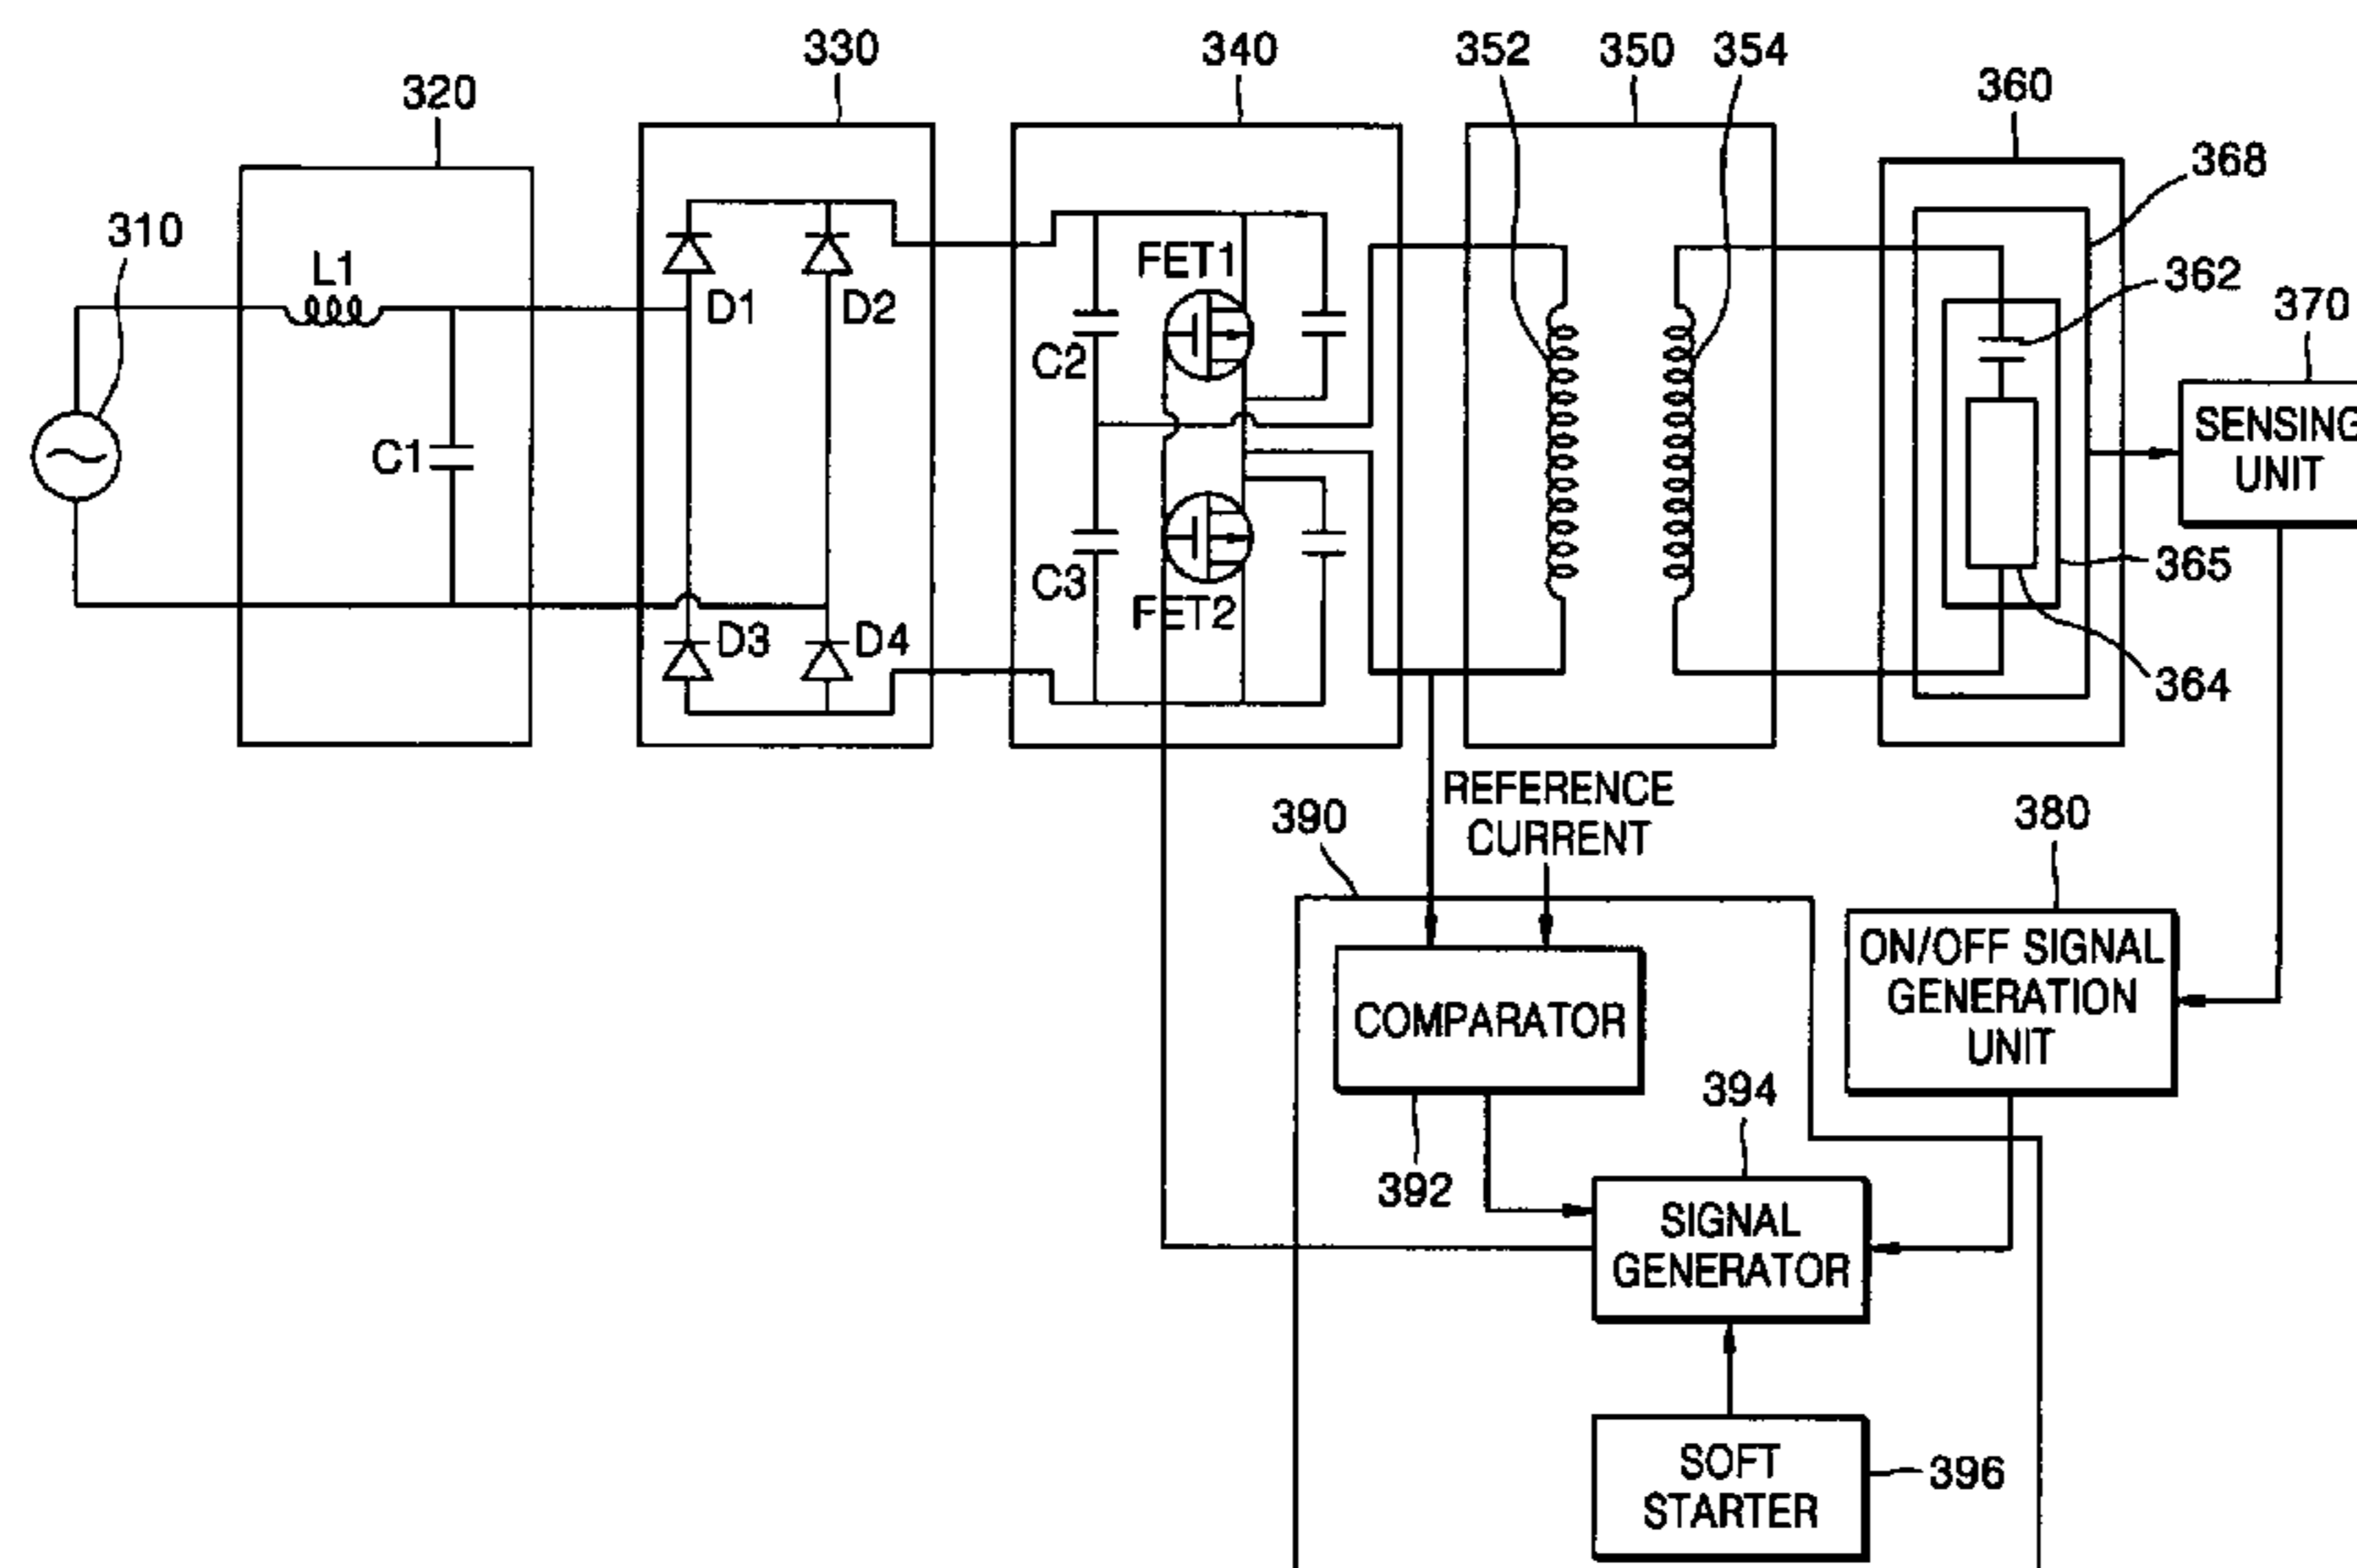 330
340
352
350
354
360
320
368
310
L1
FET1
362
D1
D2
370
C2
SENSING
UNIT
C1
C3
365
FET2
D3
D4
364
REFERENCE
CURRENT
390
380
ON/OFF SIGNAL
GENERATION
UNIT
COMPARATOR
394
392
SIGNAL
GENERATOR
SOFT
STARTER
396